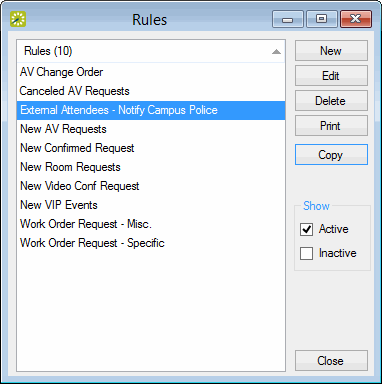 Rules
Rules (10)
AV Change Order
Canceled AV Requests
External Attendees - Notify Campus Police
New AV Requests
New Confirmed Request
New Room Requests
New Video Conf Request
New VIP Events
Work Order Request - Misc.
Work Order Request - Specific
New
Edit
Delete
Print
Copy
Show
Active
Inactive
Close